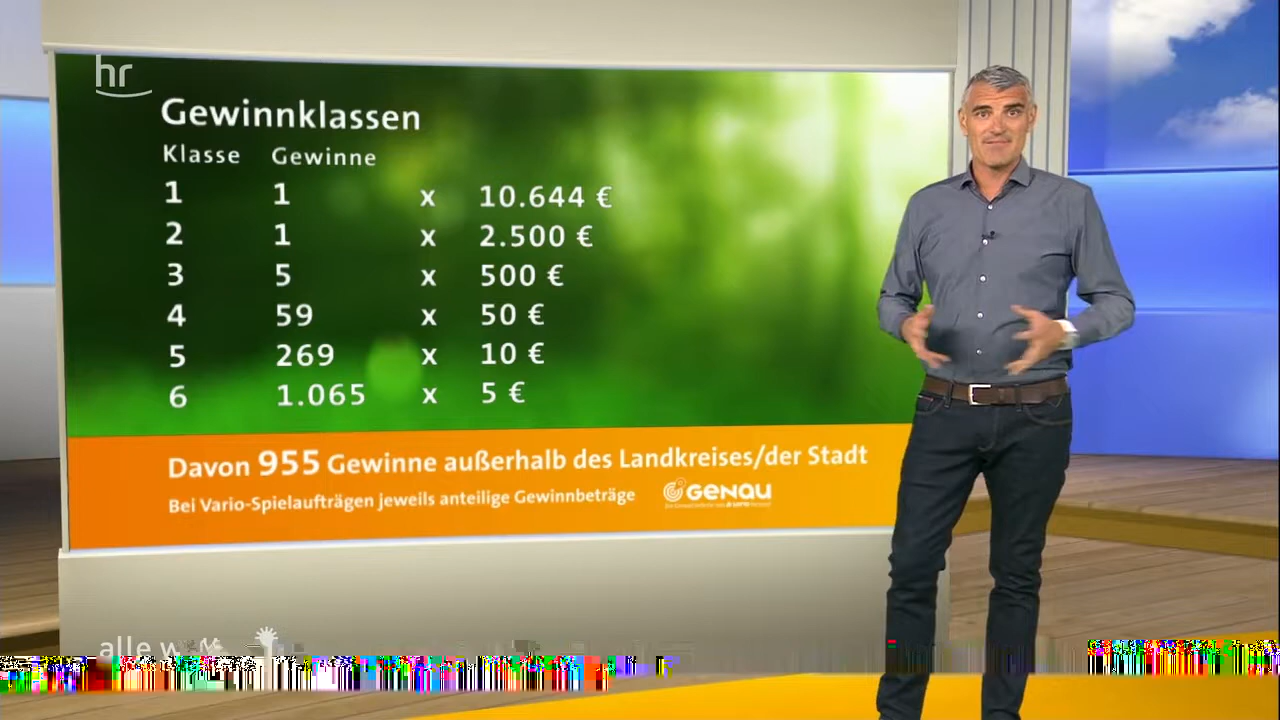 hr
Gewinnklassen
Klasse Gewinne
1 1 x 10.644 €
2 1 x 2.500 €
3 5 x 500 €
4 59 x 50 €
5 269 x 10 €
6 1.065 x 5 €
Davon 955 Gewinne außerhalb des Landkreises/der Stadt
Bei Vario-Spielaufträgen jeweils anteilige Gewinnbeträge
GENAU
alle w